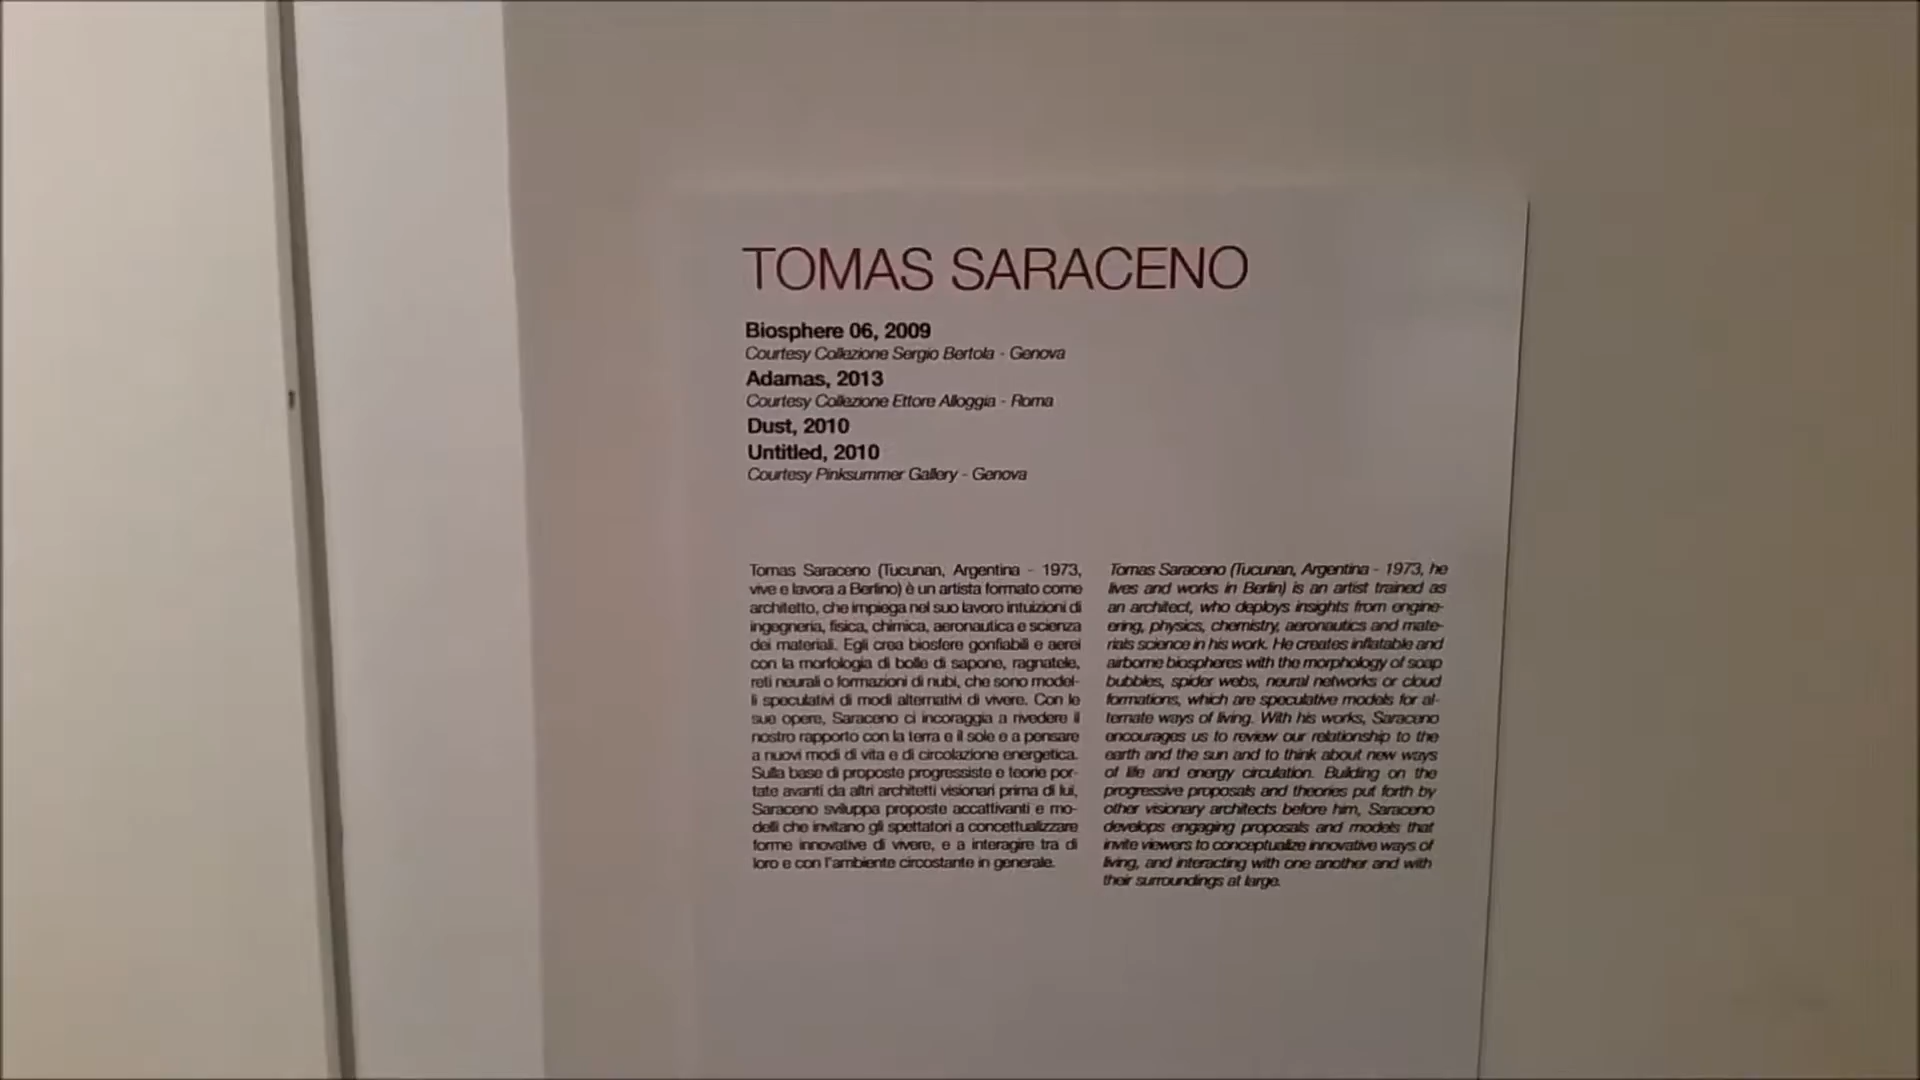 TOMAS SARACENO
Biosphere 06, 2009
Courtesy Collezione Sergio Bertola - Genova
Adamas, 2013
Courtesy Collezione Ettore Alloggia - Roma
Dust, 2010
Untitled, 2010
Courtesy Pinksummer Gallery - Genova
Tomas Saraceno (Tucunan, Argentina - 1973,
vive e lavora a Berlino) è un artista formato come
architetto, che impiega nel suo lavoro intuizioni di
ingegneria, fisica, chimica, aeronautica e scienza
dei materiali. Egli crea biosfere gonfiabili e aerei
con la morfologia di bolle di sapone, ragnatele,
reti neurali o formazioni di nubi, che sono model-
li speculativi di modi alternativi di vivere. Con le
sue opere, Saraceno ci incoraggia a rivedere il
nostro rapporto con la terra e il sole e a pensare
a nuovi modi di vita e di circolazione energetica.
Sulla base di proposte progressiste e teorie por-
tate avanti da altri architetti visionari prima di lui,
Saraceno sviluppa proposte accattivanti e mo-
delli che invitano gli spettatori a concettualizzare
forme innovative di vivere, e a interagire tra di
loro e con l'ambiente circostante in generale.
Tomas Saraceno (Tucunan, Argentina - 1973, he
lives and works in Berlin) is an artist trained as
an architect, who deploys insights from engine-
ering, physics, chemistry, aeronautics and mate-
rials science in his work. He creates inflatable and
airborne biospheres with the morphology of soap
bubbles, spider webs, neural networks or cloud
formations, which are speculative models for al-
ternate ways of living. With his works, Saraceno
encourages us to review our relationship to the
earth and the sun and to think about new ways
of life and energy circulation. Building on the
progressive proposals and theories put forth by
other visionary architects before him, Saraceno
develops engaging proposals and models that
invite viewers to conceptualize innovative ways of
living, and interacting with one another and with
their surroundings at large.